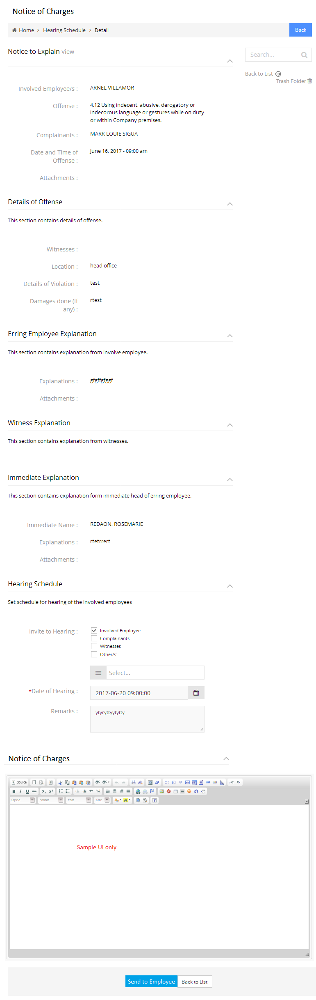 Notice of Charges
Home > Hearing Schedule > Detail
Back
Notice to Explain View
Search...
Back to List
Trash Folder
Involved Employee/s :
ARNEL VILLAMOR
Offense :
4.12 Using indecent, abusive, derogatory or
indecorous language or gestures while on duty
or within Company premises.
Complainants :
MARK LOUIE SIGUA
Date and Time of
Offense :
June 16, 2017 - 09:00 am
Attachments :
Details of Offense
This section contains details of offense.
Witnesses :
Location :
head office
Details of Violation :
test
Damages done (If
any) :
rtest
Erring Employee Explanation
This section contains explanation from involve employee.
Explanations :
gfgffgfggf
Attachments :
Witness Explanation
This section contains explanation from witnesses.
Immediate Explanation
This section contains explanation form immediate head of erring employee.
Immediate Name :
REDAON, ROSEMARIE
Explanations :
rtetrrert
Attachments :
Hearing Schedule
Set schedule for hearing of the involved employees
Invite to Hearing :
Involved Employee
Complainants
Witnesses
Other/s:
Select...
*Date of Hearing :
2017-06-20 09:00:00
Remarks :
ytyryttyytytty
Notice of Charges
Source
B I U abc x₂ x²
Styles Format Font Size
Sample UI only
Send to Employee
Back to List